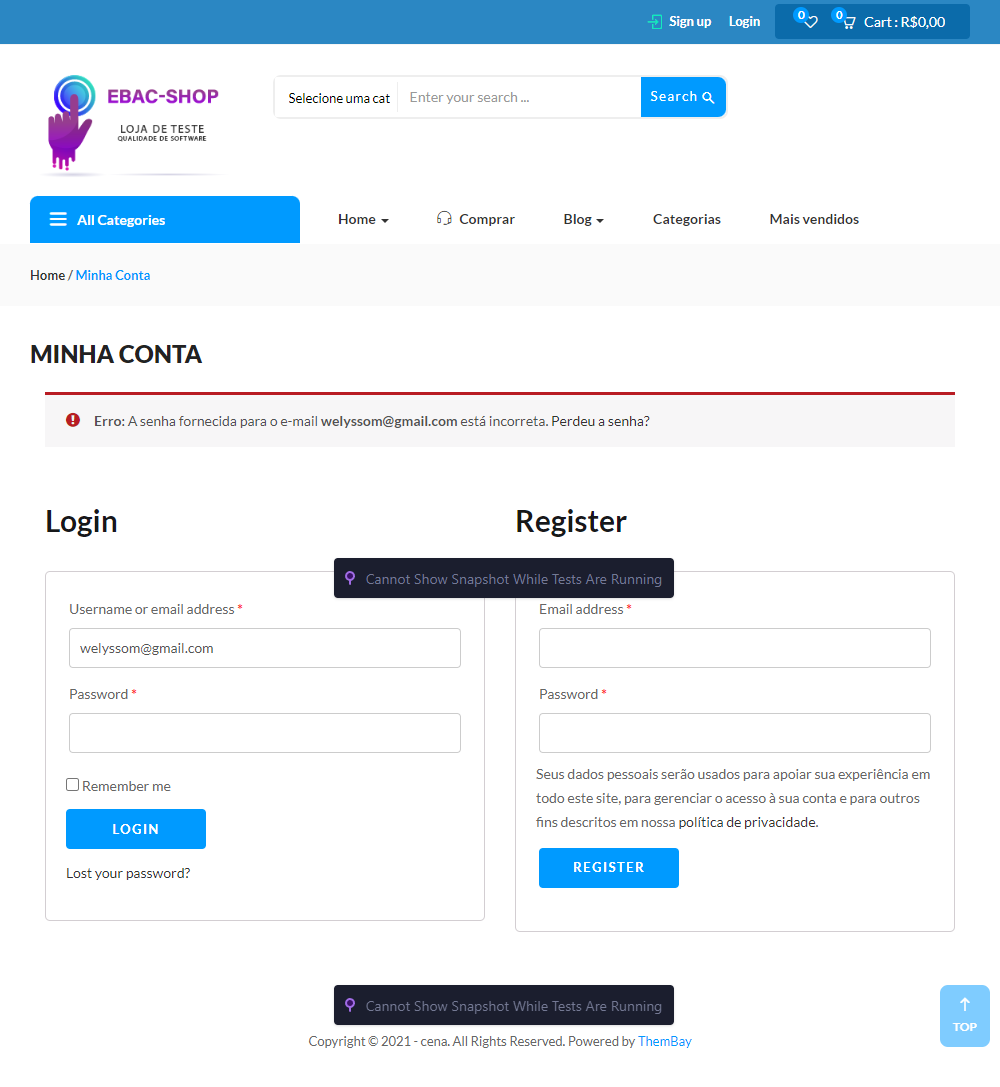 Sign up Login 0 0 Cart : R$0,00
EBAC-SHOP
LOJA DE TESTE
QUALIDADE DE SOFTWARE
Selecione uma cat Enter your search ... Search
All Categories Home Comprar Blog Categorias Mais vendidos
Home / Minha Conta
MINHA CONTA
Erro: A senha fornecida para o e-mail welyssom@gmail.com está incorreta. Perdeu a senha?
Login Register
Cannot Show Snapshot While Tests Are Running
Username or email address * Email address *
welyssom@gmail.com
Password * Password *
Seus dados pessoais serão usados para apoiar sua experiência em
Remember me todo este site, para gerenciar o acesso à sua conta e para outros
fins descritos em nossa política de privacidade.
LOGIN
REGISTER
Lost your password?
Cannot Show Snapshot While Tests Are Running
TOP
Copyright © 2021 - cena. All Rights Reserved. Powered by ThemBay